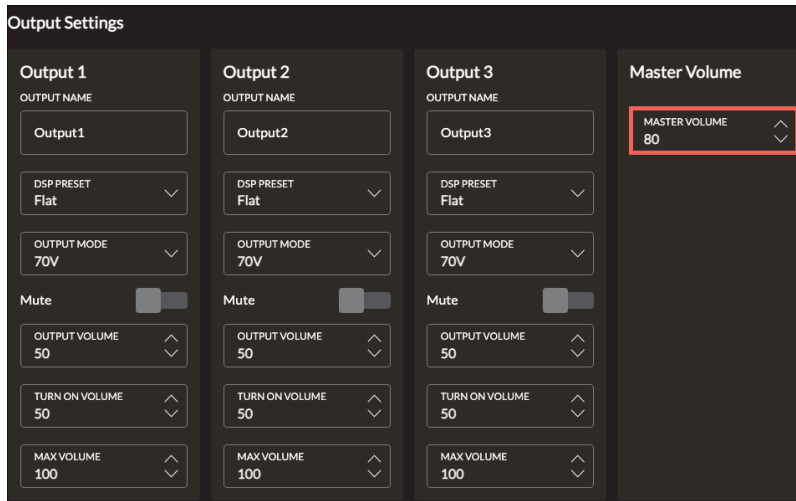 Output Settings
Output 1
OUTPUT NAME
Output1
DSP PRESET
Flat
OUTPUT MODE
70V
Mute
OUTPUT VOLUME
50
TURN ON VOLUME
50
MAX VOLUME
100
Output 2
OUTPUT NAME
Output2
DSP PRESET
Flat
OUTPUT MODE
70V
Mute
OUTPUT VOLUME
50
TURN ON VOLUME
50
MAX VOLUME
100
Output 3
OUTPUT NAME
Output3
DSP PRESET
Flat
OUTPUT MODE
70V
Mute
OUTPUT VOLUME
50
TURN ON VOLUME
50
MAX VOLUME
100
Master Volume
MASTER VOLUME
80